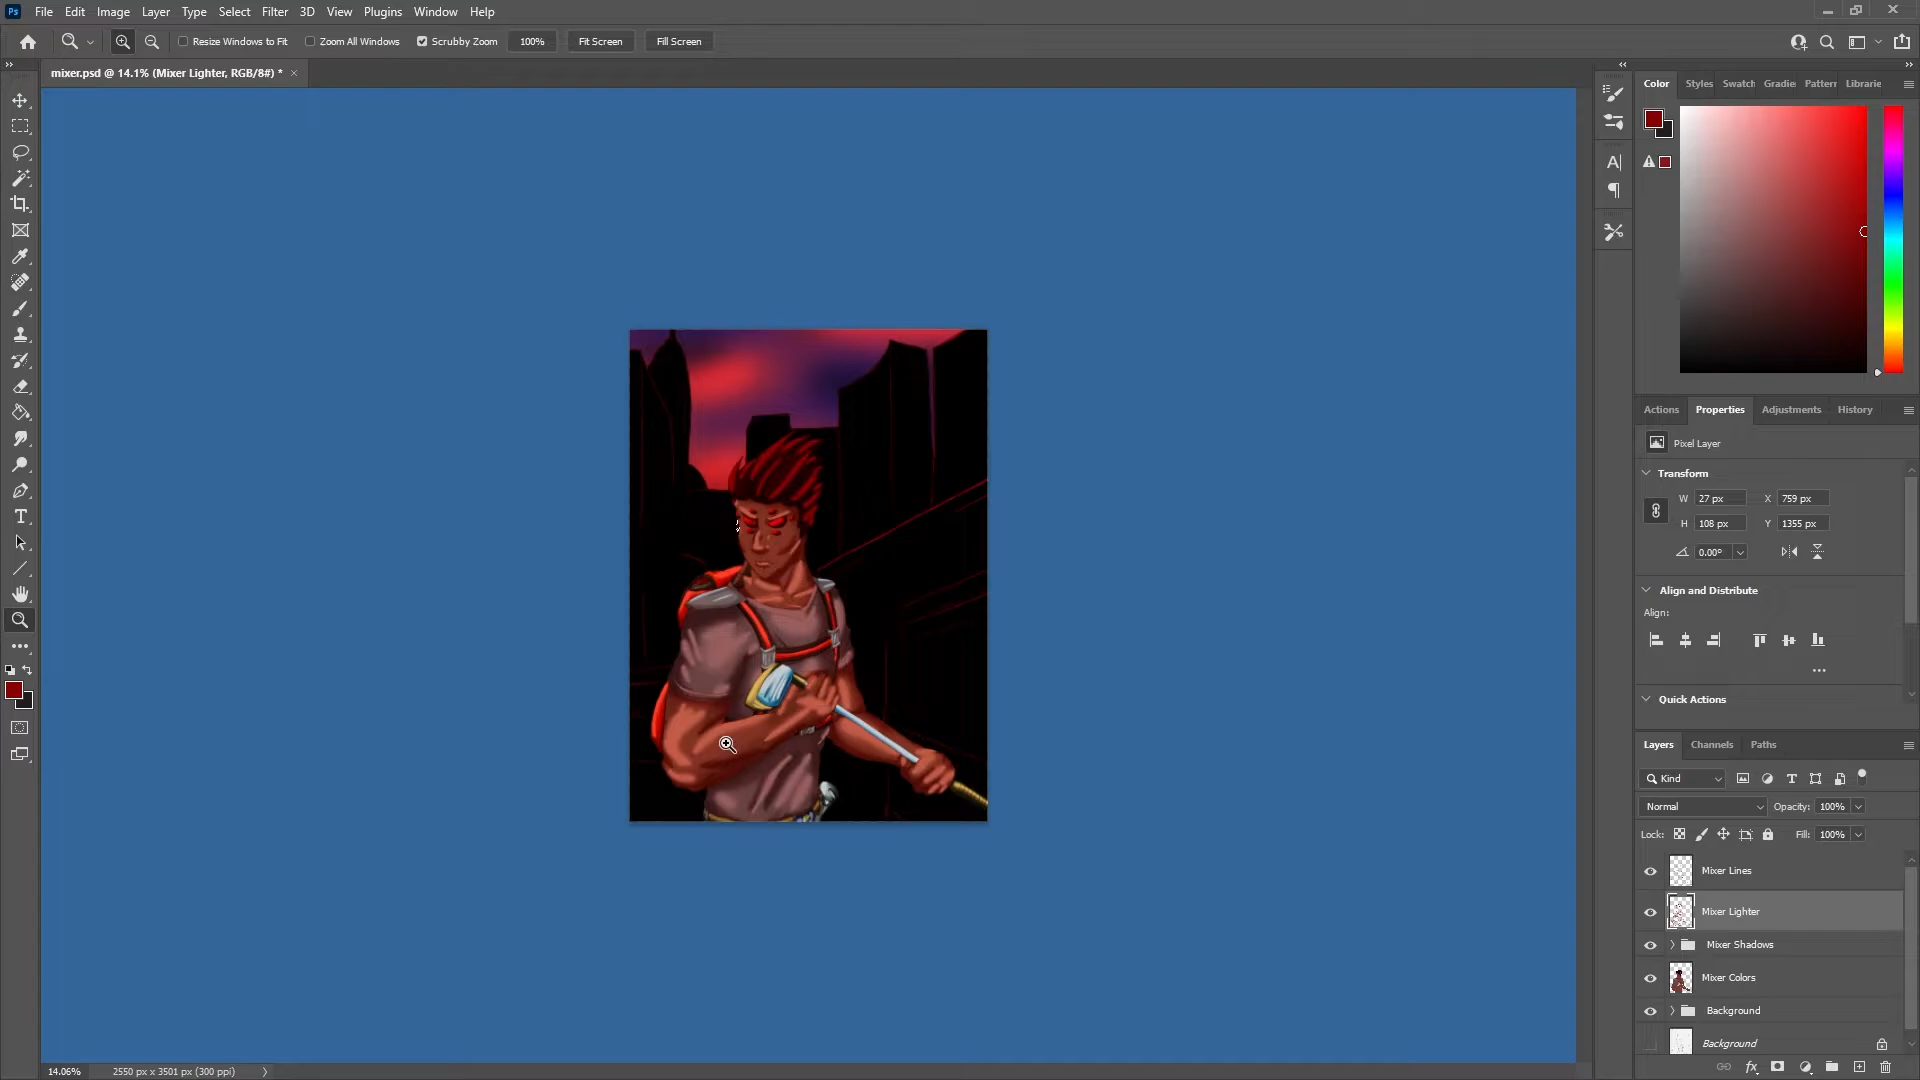 Ps File Edit Image Layer Type Select Filter 3D View Plugins Window Help
Resize Windows to Fit Zoom All Windows Scrubby Zoom 100% Fit Screen Fill Screen
mixer.psd @ 14.1% (Mixer Lighter, RGB/8#) *
Color Styles Swatch Gradie Patterr Librarie
Actions Properties Adjustments History
Pixel Layer
Transform
W 27 px X 759 px
H 108 px Y 1355 px
0.00°
Align and Distribute
Align:
Quick Actions
Layers Channels Paths
Kind
Normal Opacity: 100%
Lock: Fill: 100%
Mixer Lines
Mixer Lighter
Mixer Shadows
Mixer Colors
Background
Background
14.06% 2550 px x 3501 px (300 ppi)